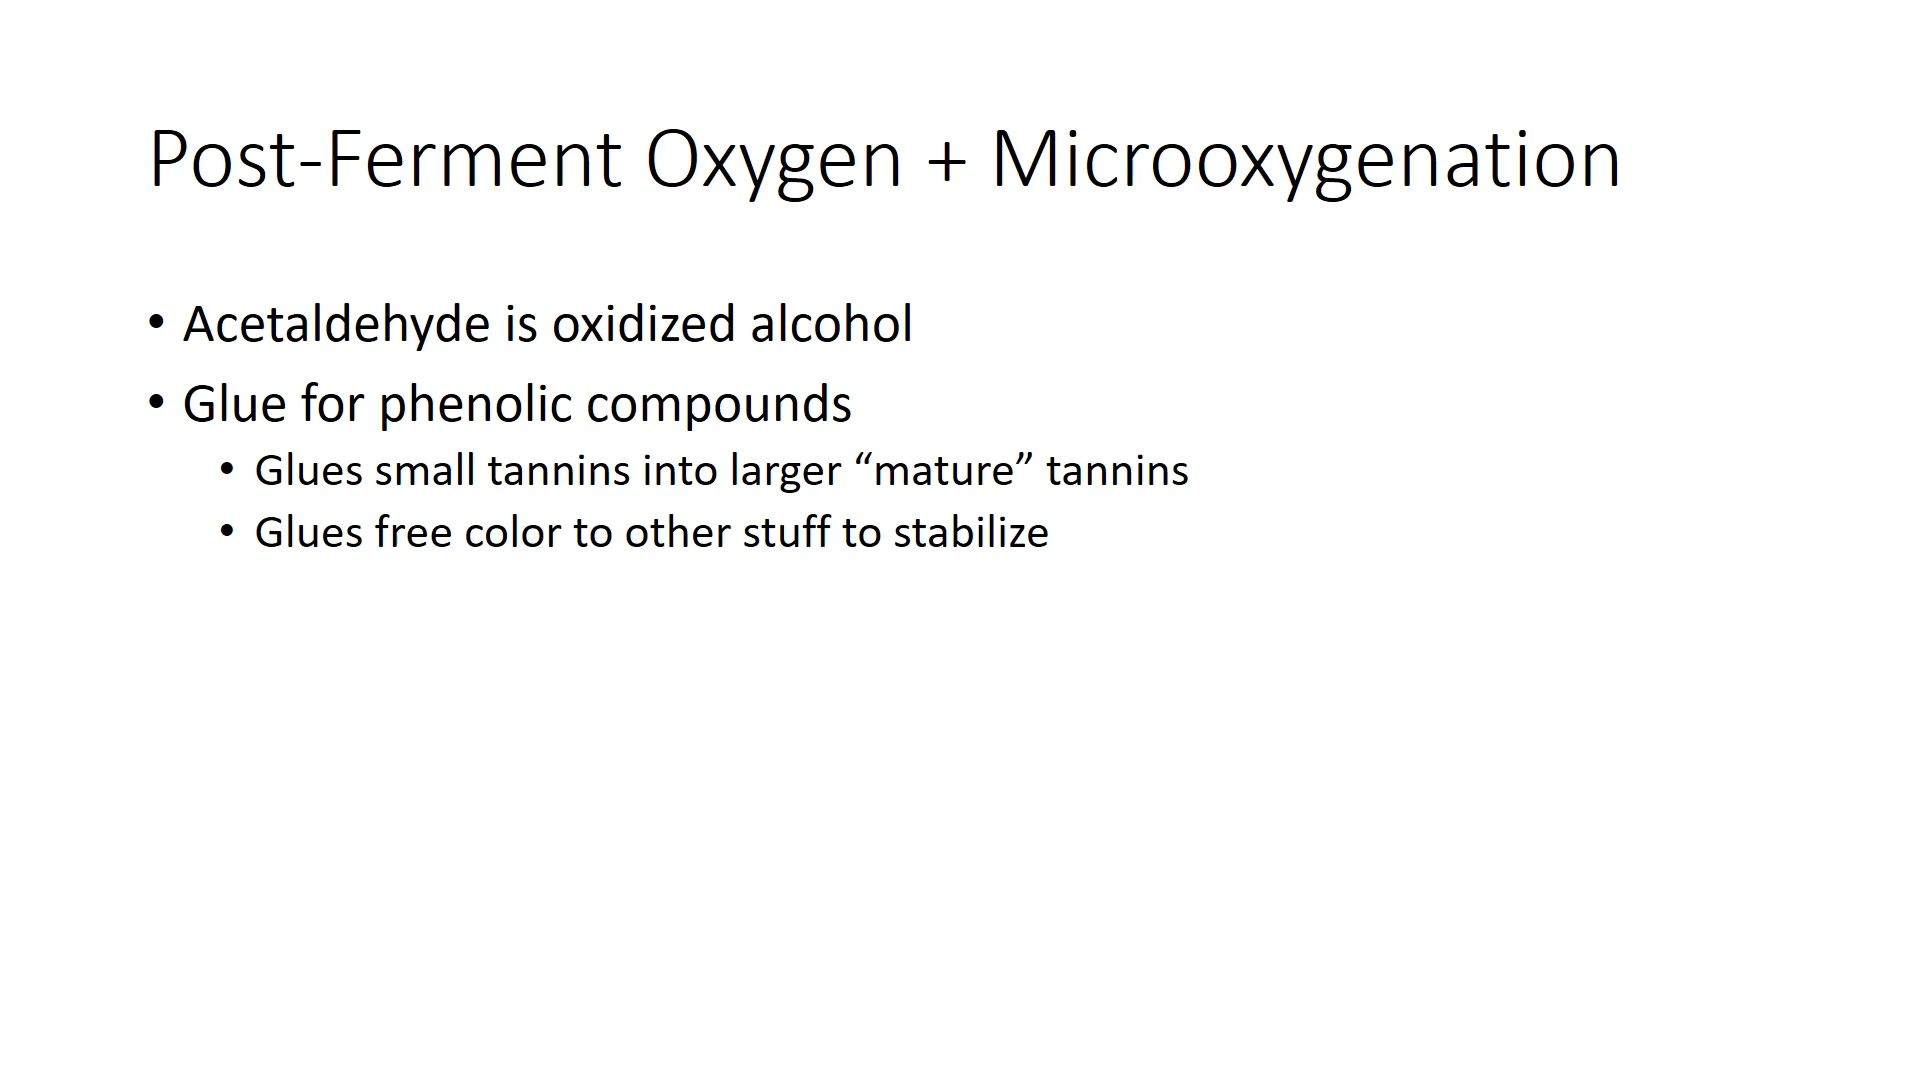 Post-Ferment Oxygen + Microoxygenation
• Acetaldehyde is oxidized alcohol
• Glue for phenolic compounds
• Glues small tannins into larger “mature” tannins
• Glues free color to other stuff to stabilize